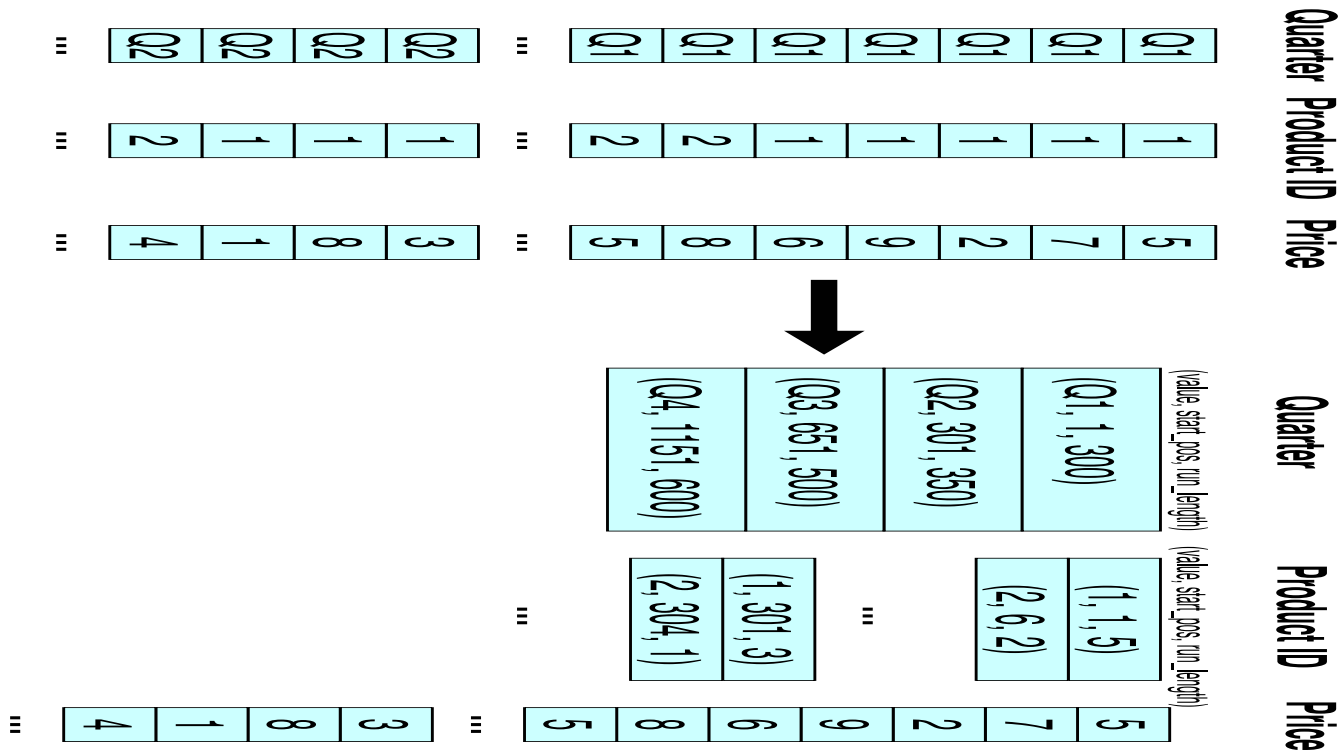 Quarter Product ID Price
Q1 1 5
Q1 1 7
Q1 1 2
Q1 1 9
Q1 1 6
Q1 2 8
Q1 2 5
... ... ...
Q2 1 3
Q2 1 8
Q2 1 1
Q2 2 4
... ... ...
Quarter
(value, start_pos, run_length)
(Q1, 1, 300)
(Q2, 301, 350)
(Q3, 651, 500)
(Q4, 1151, 600)
Product ID
(value, start_pos, run_length)
(1, 1, 5)
(2, 6, 2)
...
(1, 301, 3)
(2, 304, 1)
...
Price
5
7
2
9
6
8
5
...
3
8
1
4
...